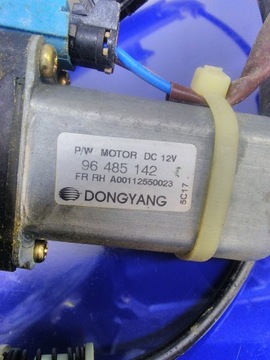 P/W MOTOR DC 12V
96 485 142
FR RH A00112550023
DONGYANG
5C17